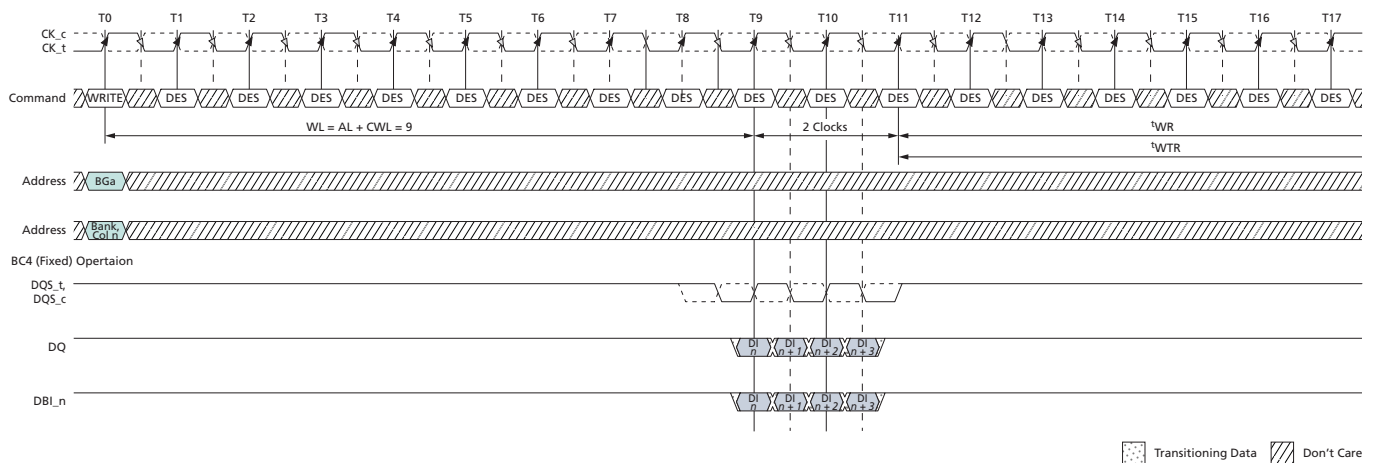 T0 T1 T2 T3 T4 T5 T6 T7 T8 T9 T10 T11 T12 T13 T14 T15 T16 T17
CK_c
CK_t
Command WRITE DES DES DES DES DES DES DES DES DES DES DES DES DES DES DES DES DES
WL = AL + CWL = 9 2 Clocks tWR
tWTR
Address BGa
Address Bank,
Col n
BC4 (Fixed) Opertaion
DQS_t,
DQS_c
DQ DI n DI n + 1 DI n + 2 DI n + 3
DBI_n DI n DI n + 1 DI n + 2 DI n + 3
Transitioning Data Don't Care